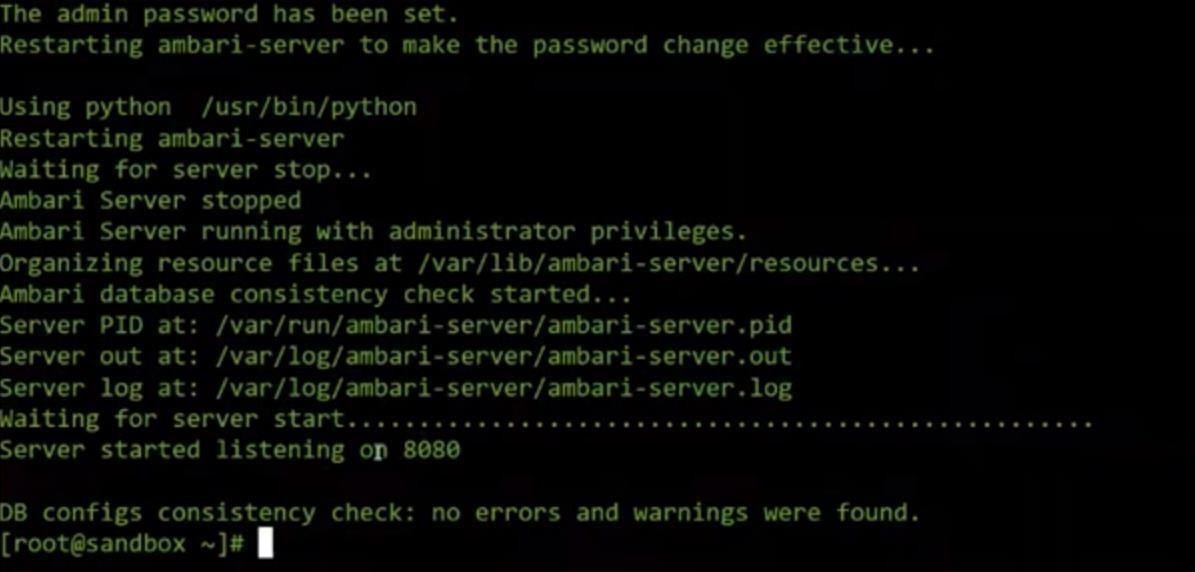 The admin password has been set.
Restarting ambari-server to make the password change effective...
Using python  /usr/bin/python
Restarting ambari-server
Waiting for server stop...
Ambari Server stopped
Ambari Server running with administrator privileges.
Organizing resource files at /var/lib/ambari-server/resources...
Ambari database consistency check started...
Server PID at: /var/run/ambari-server/ambari-server.pid
Server out at: /var/log/ambari-server/ambari-server.out
Server log at: /var/log/ambari-server/ambari-server.log
Waiting for server start....................................................
Server started listening on 8080
DB configs consistency check: no errors and warnings were found.
[root@sandbox ~]#